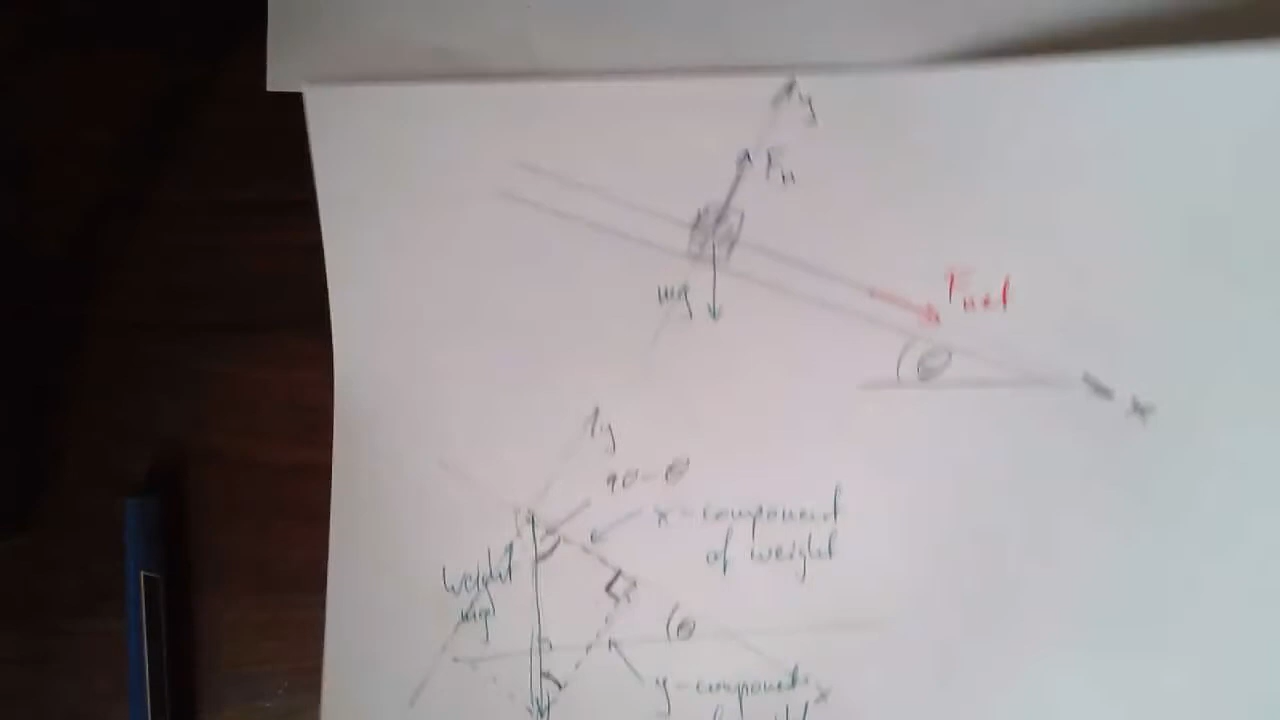 y
Fn
mg
Fnet
θ
x
y
90-θ
x-component
of weight
weight
mg
(θ
y-component
x